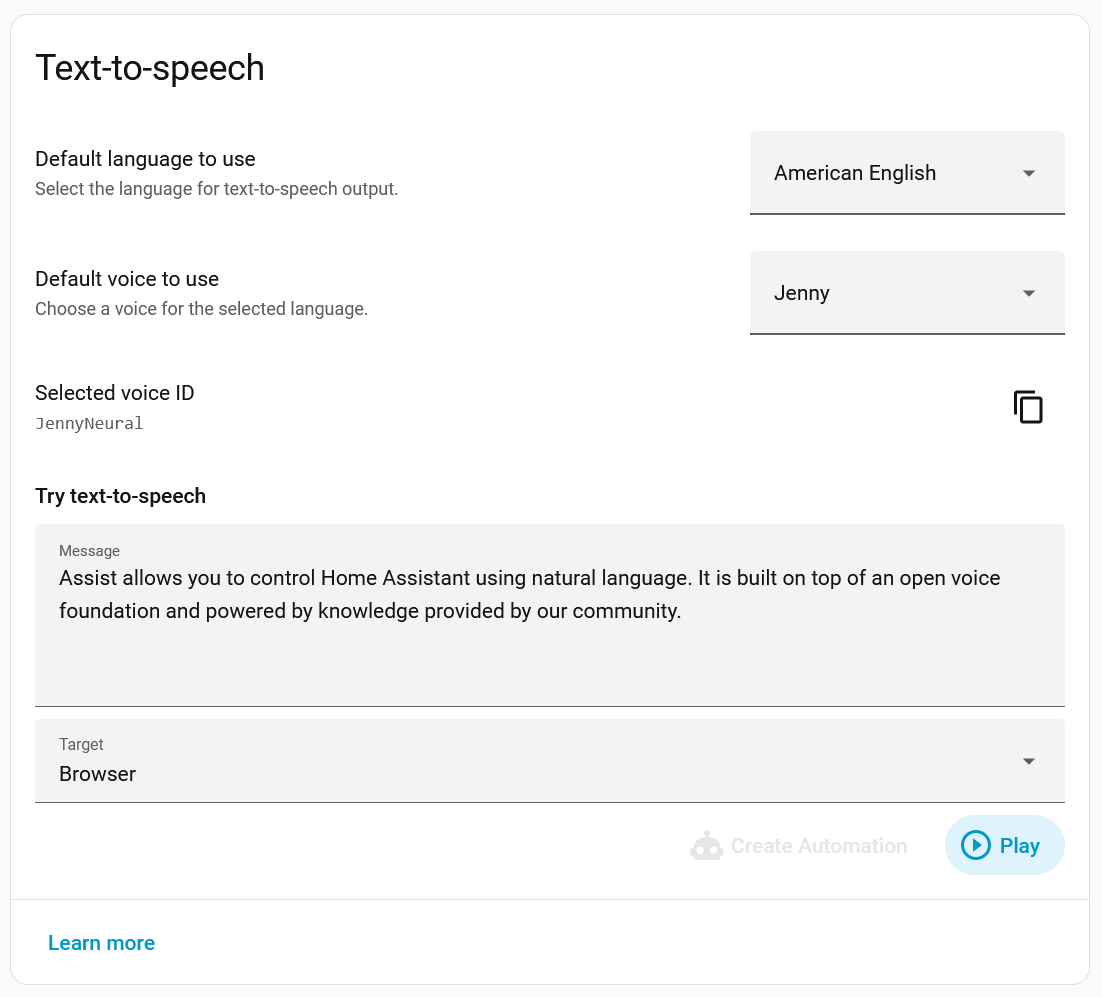 Text-to-speech
Default language to use
Select the language for text-to-speech output.
American English
Default voice to use
Choose a voice for the selected language.
Jenny
Selected voice ID
JennyNeural
Try text-to-speech
Message
Assist allows you to control Home Assistant using natural language. It is built on top of an open voice
foundation and powered by knowledge provided by our community.
Target
Browser
Create Automation
Play
Learn more